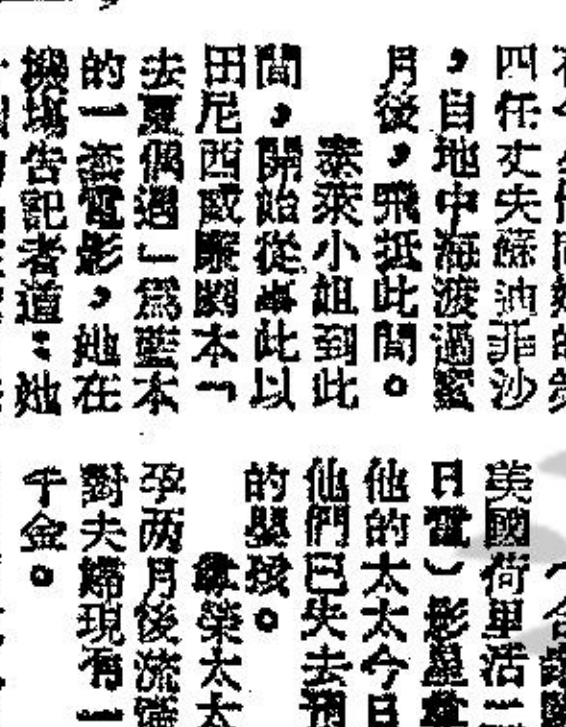 四任丈夫蘇迪菲沙
，自地中海渡過蜜
月後，飛抵此間。
泰萊小姐到此
間，開始從事此以
田尼西威廉劇本「
去夏偶遇」爲藍本
的一套電影，她在
機場告記者道：她
美國荷里活二
日電）影星
他的太太今日
他們已失去預
的嬰孩。
榮太太
孕两月後流產
對夫婦現有一
千金。